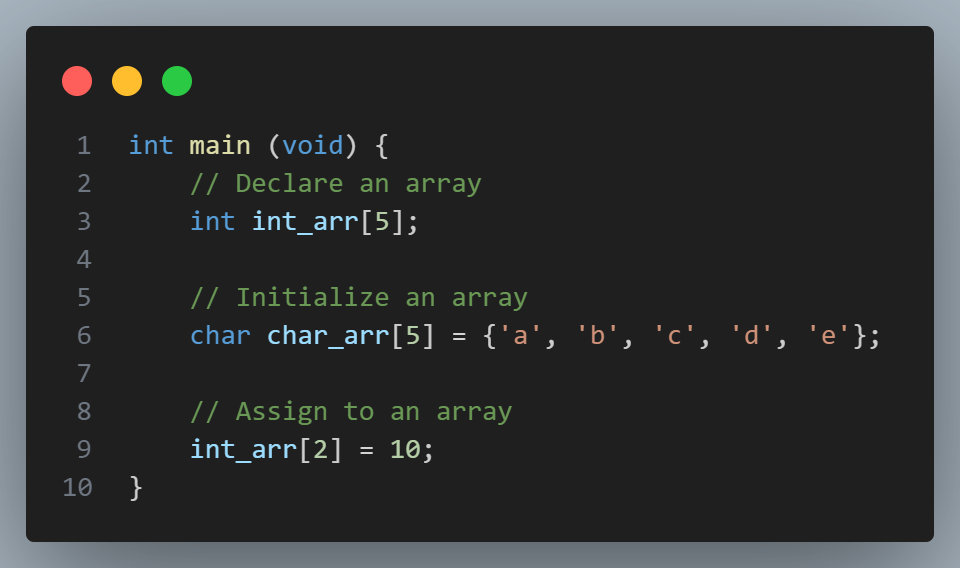 1 int main (void) {
2     // Declare an array
3     int int_arr[5];
4
5     // Initialize an array
6     char char_arr[5] = {'a', 'b', 'c', 'd', 'e'};
7
8     // Assign to an array
9     int_arr[2] = 10;
10 }